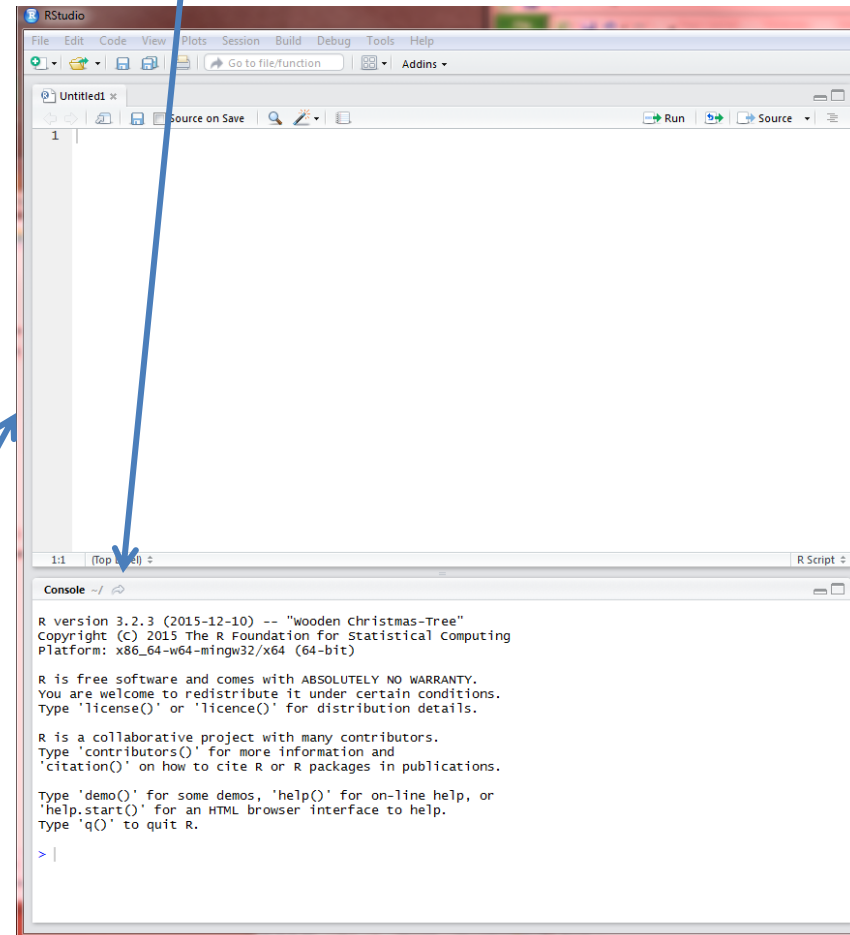 RStudio
File Edit Code View Plots Session Build Debug Tools Help
Go to file/function Addins
Untitled1 ×
Source on Save Run Source
1
1:1 (Top Level) R Script
Console ~/
R version 3.2.3 (2015-12-10) -- "Wooden Christmas-Tree"
Copyright (C) 2015 The R Foundation for Statistical Computing
Platform: x86_64-w64-mingw32/x64 (64-bit)
R is free software and comes with ABSOLUTELY NO WARRANTY.
You are welcome to redistribute it under certain conditions.
Type 'license()' or 'licence()' for distribution details.
R is a collaborative project with many contributors.
Type 'contributors()' for more information and
'citation()' on how to cite R or R packages in publications.
Type 'demo()' for some demos, 'help()' for on-line help, or
'help.start()' for an HTML browser interface to help.
Type 'q()' to quit R.
>